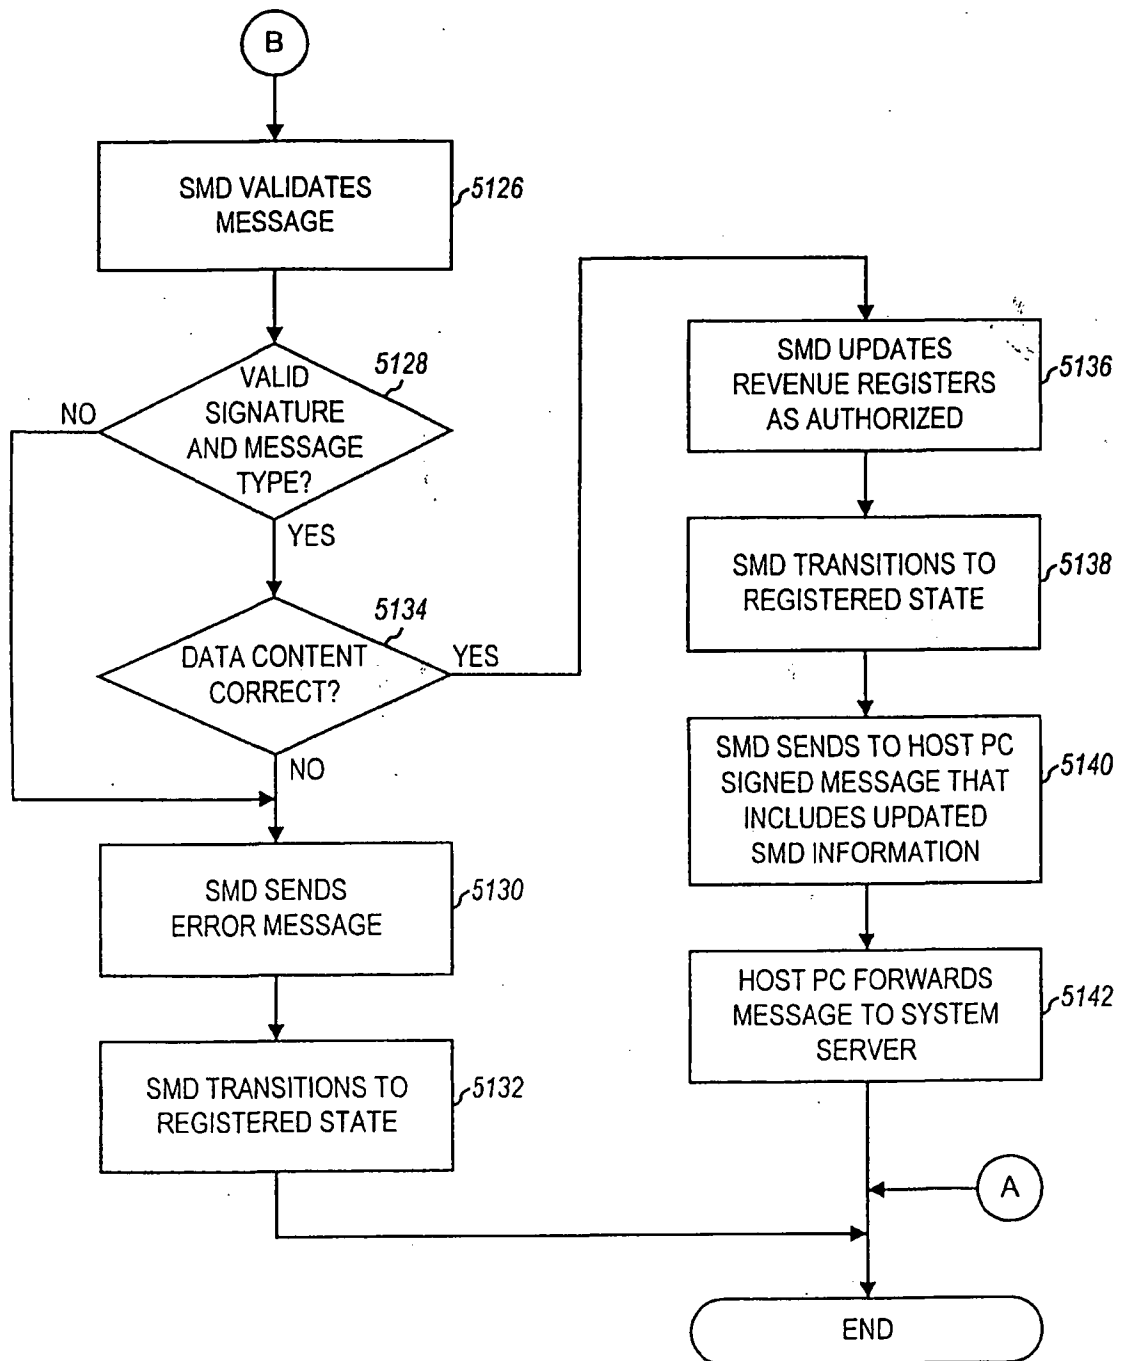 B
SMD VALIDATES
MESSAGE
5126
VALID
SIGNATURE
AND MESSAGE
TYPE?
5128
NO
YES
DATA CONTENT
CORRECT?
5134
YES
NO
SMD SENDS
ERROR MESSAGE
5130
SMD TRANSITIONS TO
REGISTERED STATE
5132
SMD UPDATES
REVENUE REGISTERS
AS AUTHORIZED
5136
SMD TRANSITIONS TO
REGISTERED STATE
5138
SMD SENDS TO HOST PC
SIGNED MESSAGE THAT
INCLUDES UPDATED
SMD INFORMATION
5140
HOST PC FORWARDS
MESSAGE TO SYSTEM
SERVER
5142
A
END